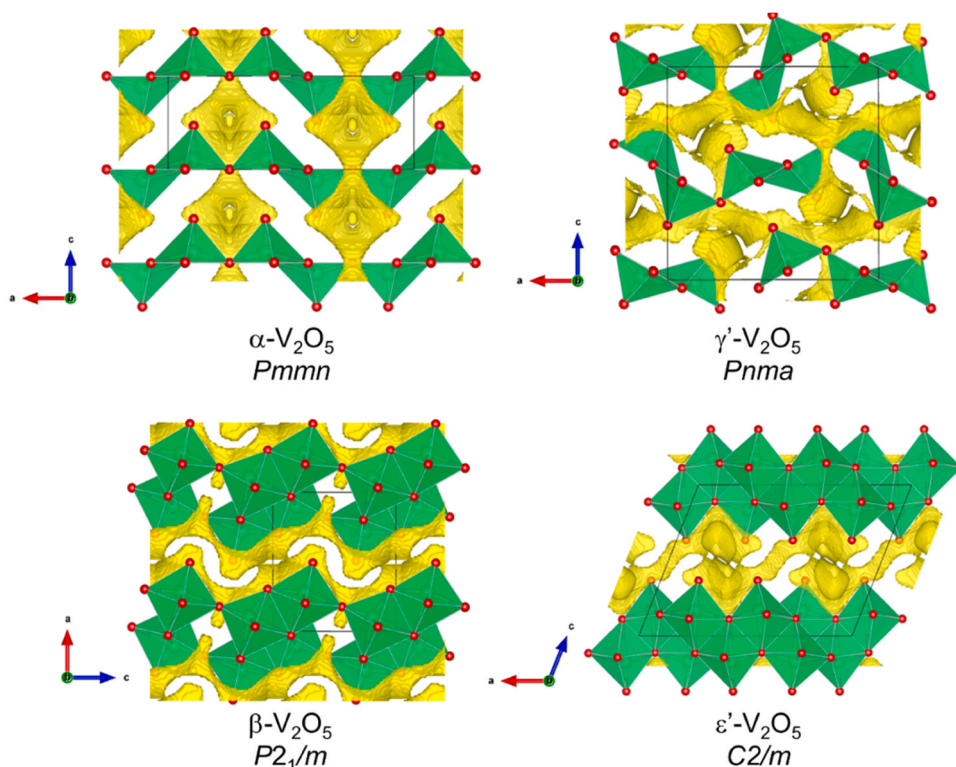 c
a
b
α-V₂O₅
Pmmn
c
a
b
γ’-V₂O₅
Pnma
a
b
c
β-V₂O₅
P2₁/m
c
a
b
ε’-V₂O₅
C2/m